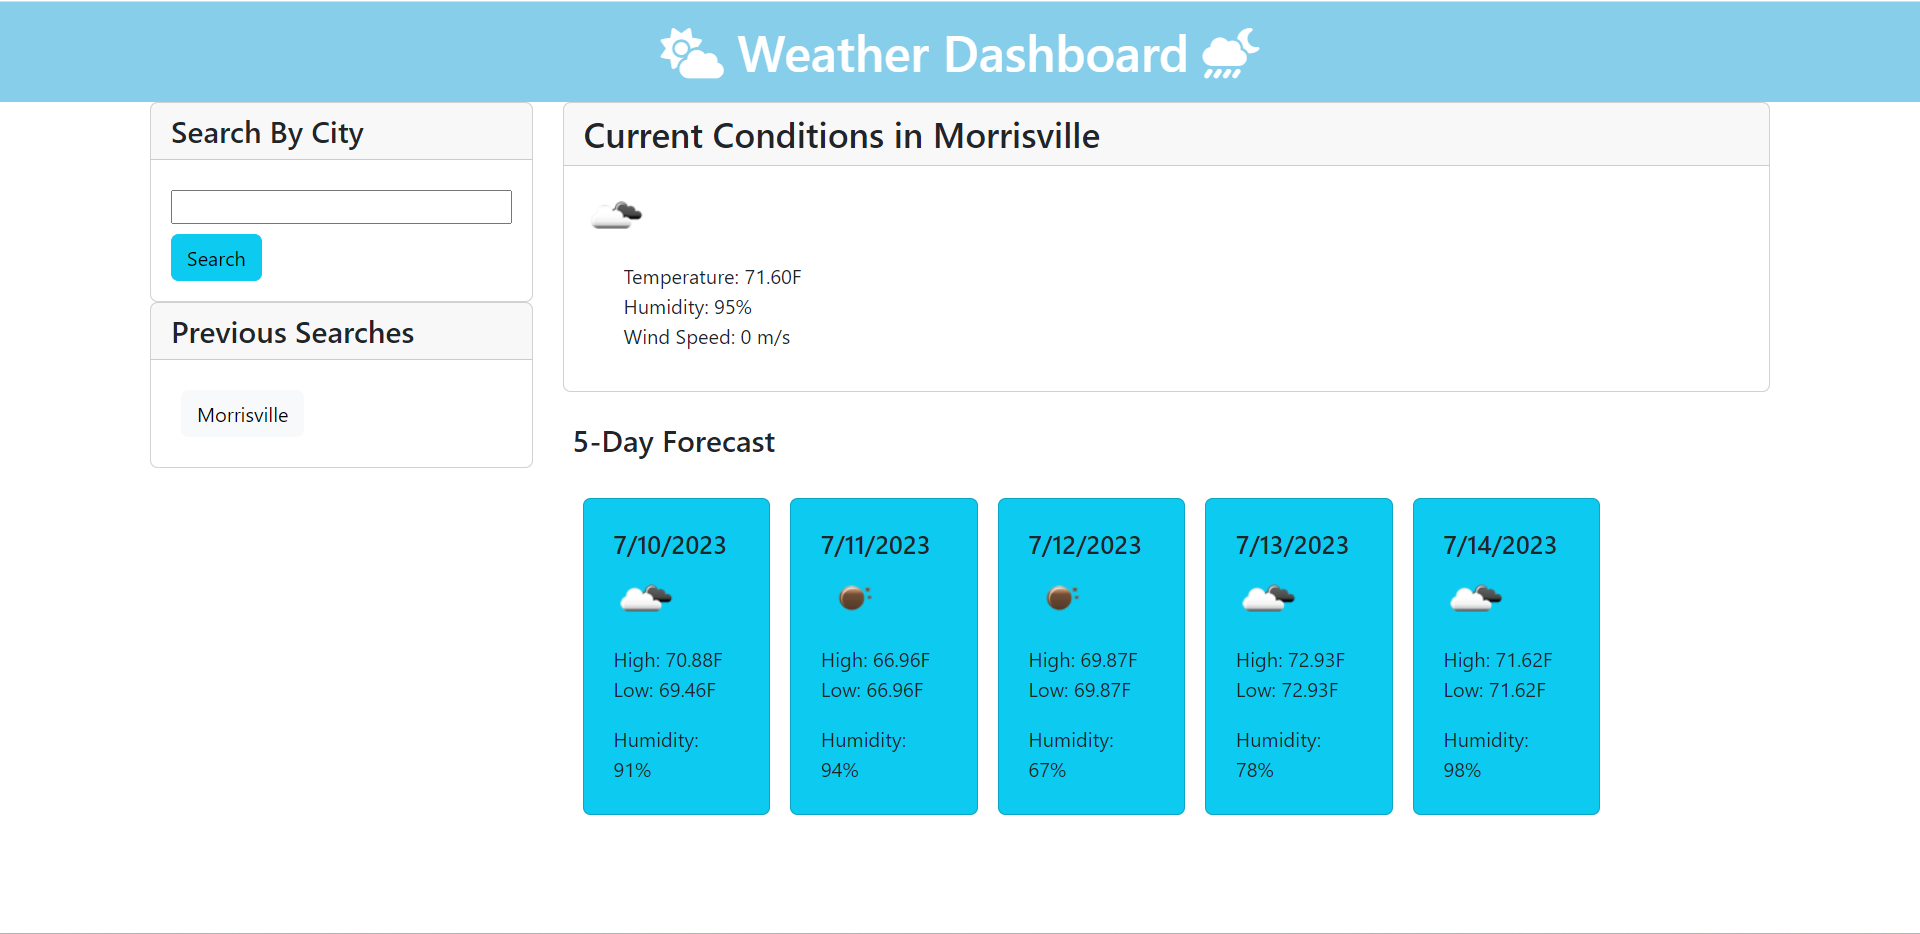 Weather Dashboard
Search By City
Search
Previous Searches
Morrisville
Current Conditions in Morrisville
Temperature: 71.60F
Humidity: 95%
Wind Speed: 0 m/s
5-Day Forecast
7/10/2023
High: 70.88F
Low: 69.46F
Humidity:
91%
7/11/2023
High: 66.96F
Low: 66.96F
Humidity:
94%
7/12/2023
High: 69.87F
Low: 69.87F
Humidity:
67%
7/13/2023
High: 72.93F
Low: 72.93F
Humidity:
78%
7/14/2023
High: 71.62F
Low: 71.62F
Humidity:
98%